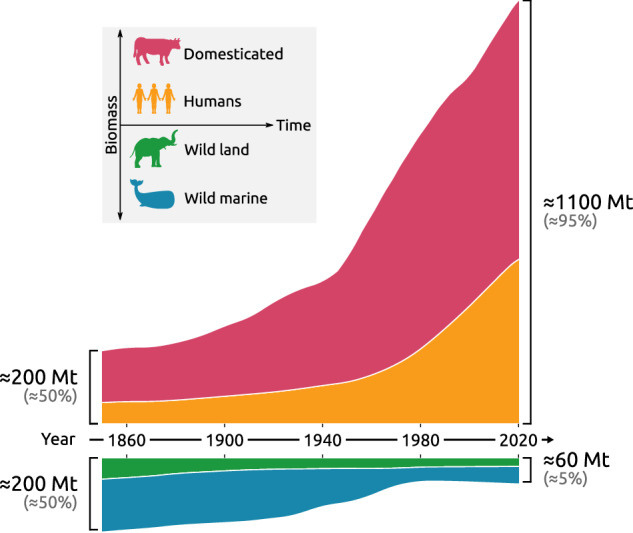 Domesticated
Humans
Biomass
Time
Wild land
Wild marine
≈1100 Mt
(≈95%)
≈200 Mt
(≈50%)
Year 1860 1900 1940 1980 2020
≈60 Mt
(≈5%)
≈200 Mt
(≈50%)